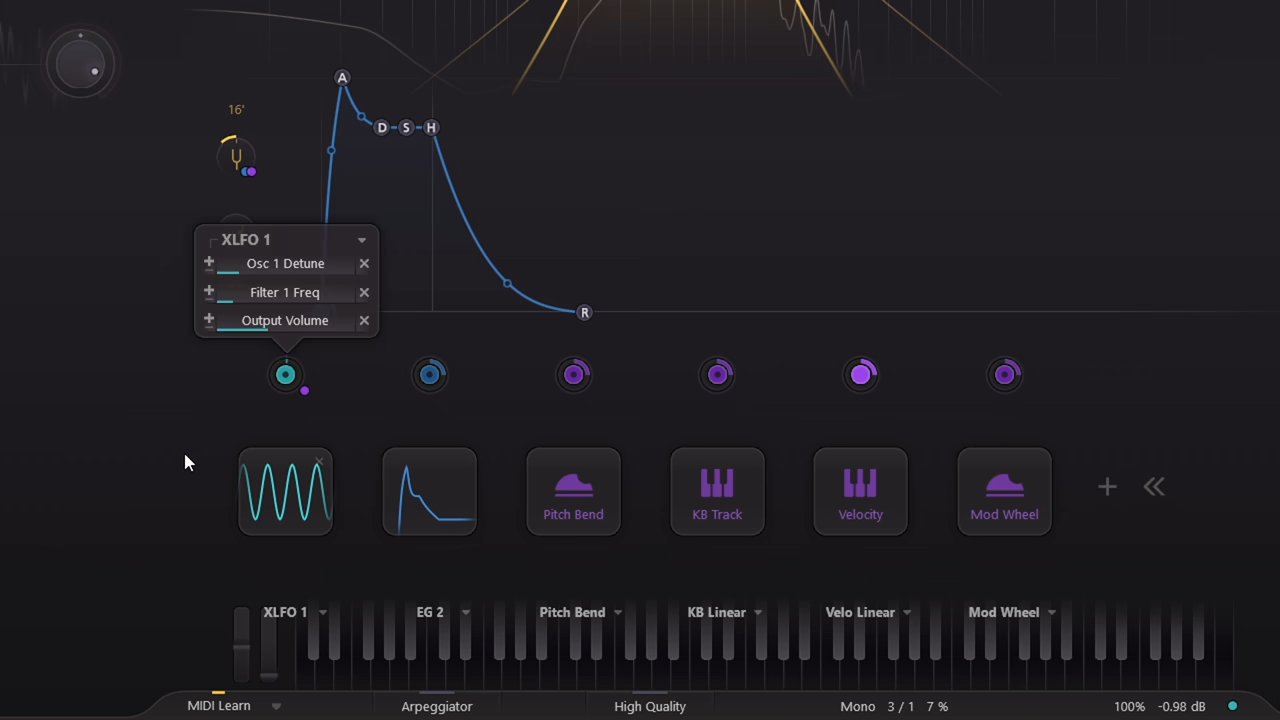 16'
A
D S H
XLFO 1
Osc 1 Detune
Filter 1 Freq
Output Volume
R
Pitch Bend
KB Track
Velocity
Mod Wheel
XLFO 1
EG 2
Pitch Bend
KB Linear
Velo Linear
Mod Wheel
MIDI Learn
Arpeggiator
High Quality
Mono 3 / 1 7 %
100% -0.98 dB